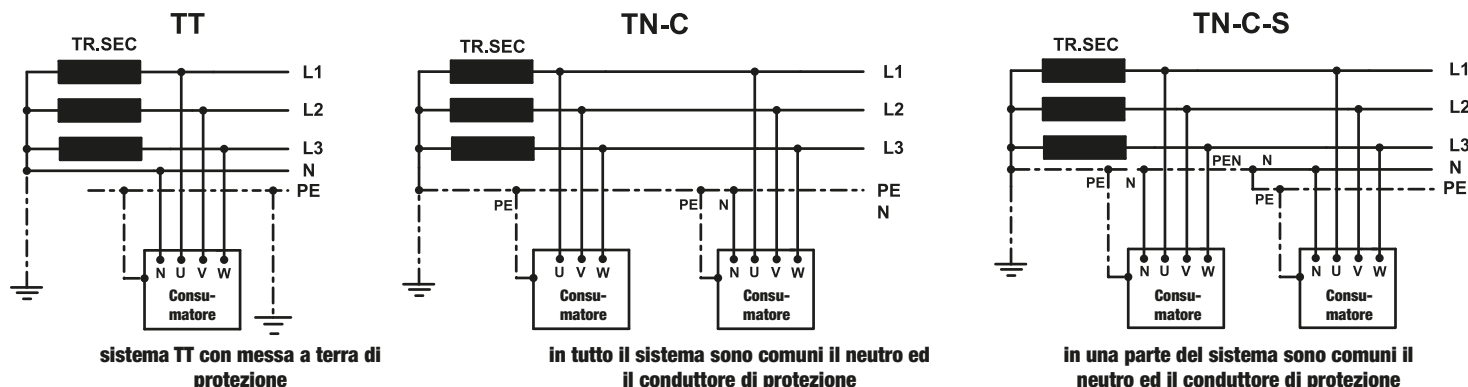 TT
TR.SEC
L1
L2
L3
N
PE
N U V W
Consu-
matore
sistema TT con messa a terra di
protezione
TN-C
TR.SEC
L1
L2
L3
PE
N
PE
PE N
U V W
Consu-
matore
N U V W
Consu-
matore
in tutto il sistema sono comuni il neutro ed
il conduttore di protezione
TN-C-S
TR.SEC
L1
L2
L3
PEN N
N
PE N
PE
PE
N U V W
Consu-
matore
N U V W
Consu-
matore
in una parte del sistema sono comuni il
neutro ed il conduttore di protezione